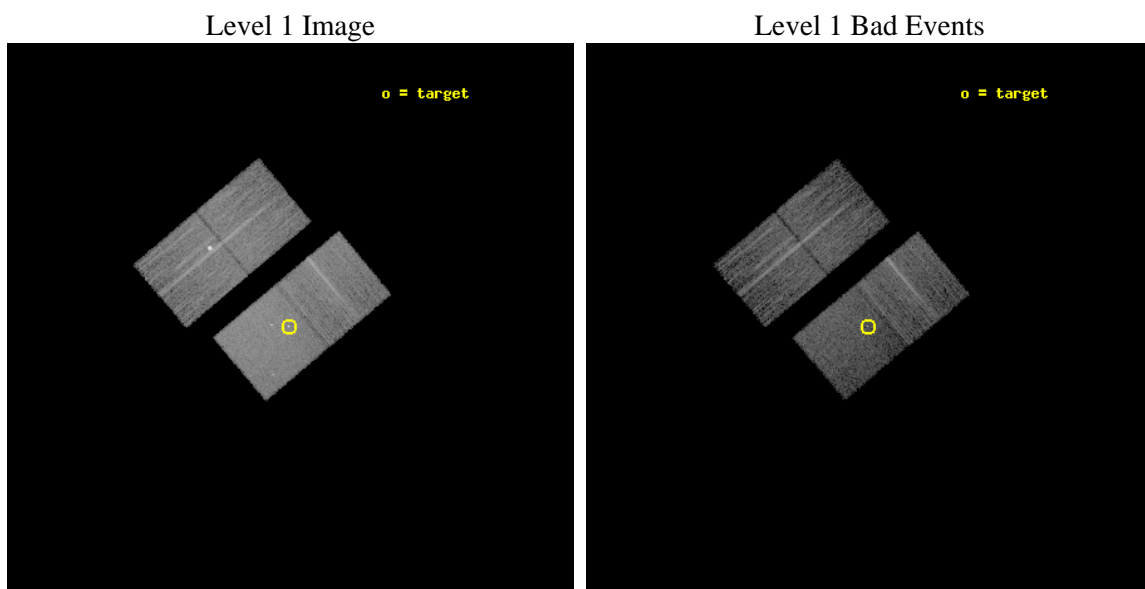 Level 1 Image
Level 1 Bad Events
o = target
o = target